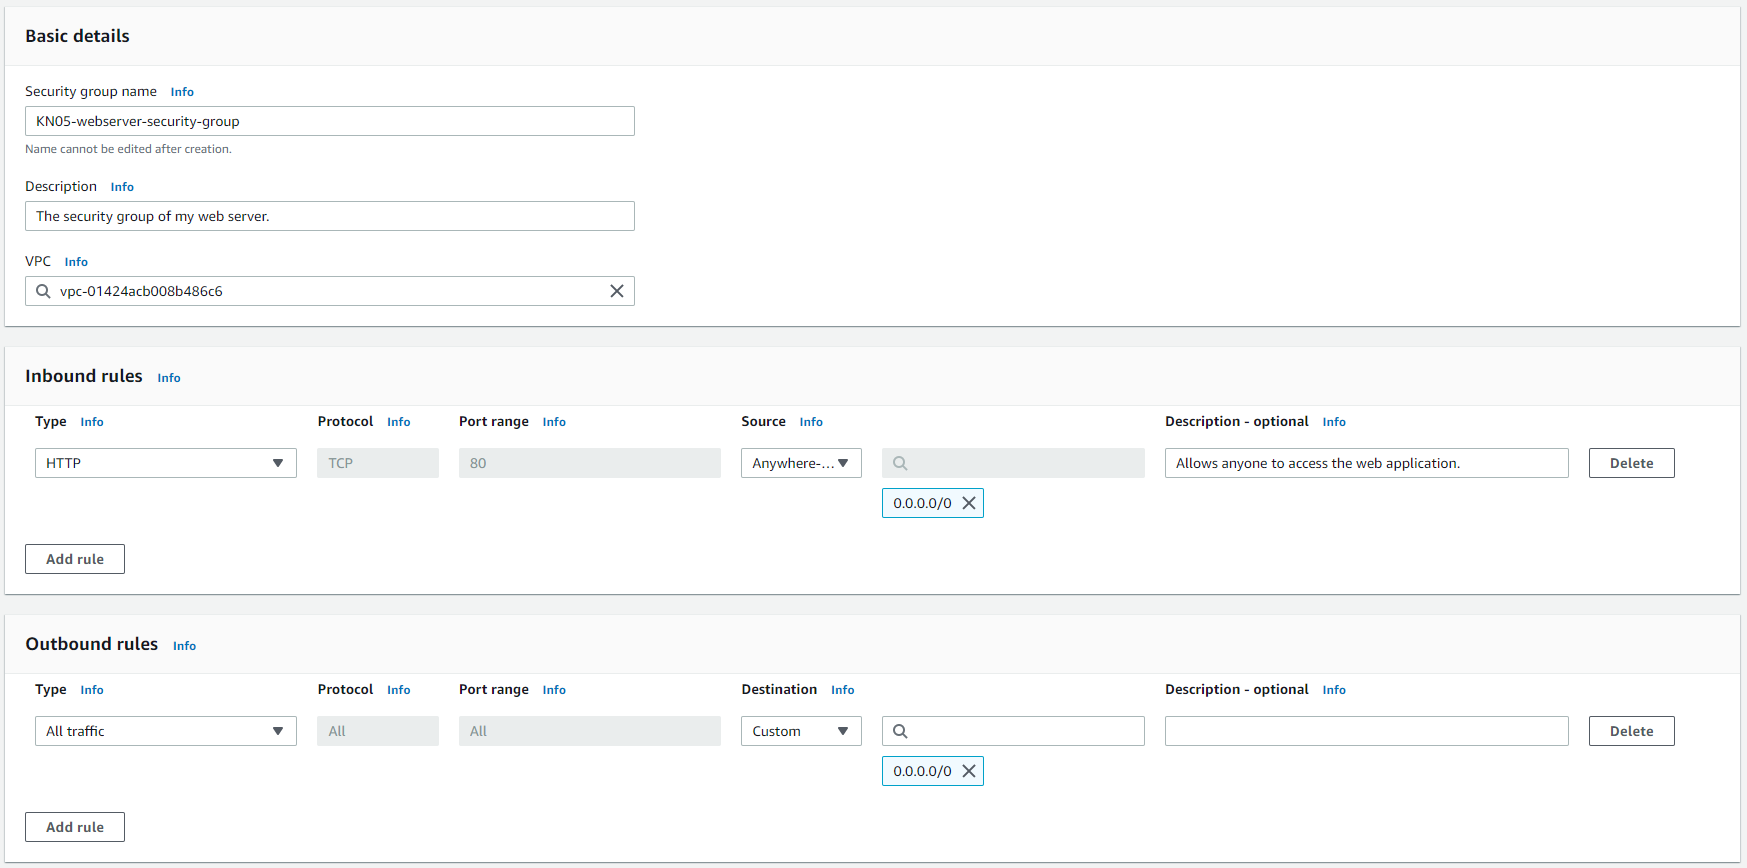 Basic details
Security group name Info
KN05-webserver-security-group
Name cannot be edited after creation.
Description Info
The security group of my web server.
VPC Info
vpc-01424acb008b486c6
Inbound rules Info
Type Info Protocol Info Port range Info Source Info Description - optional Info
HTTP TCP 80 Anywhere-... Allows anyone to access the web application. Delete
0.0.0.0/0
Add rule
Outbound rules Info
Type Info Protocol Info Port range Info Destination Info Description - optional Info
All traffic All All Custom Delete
0.0.0.0/0
Add rule